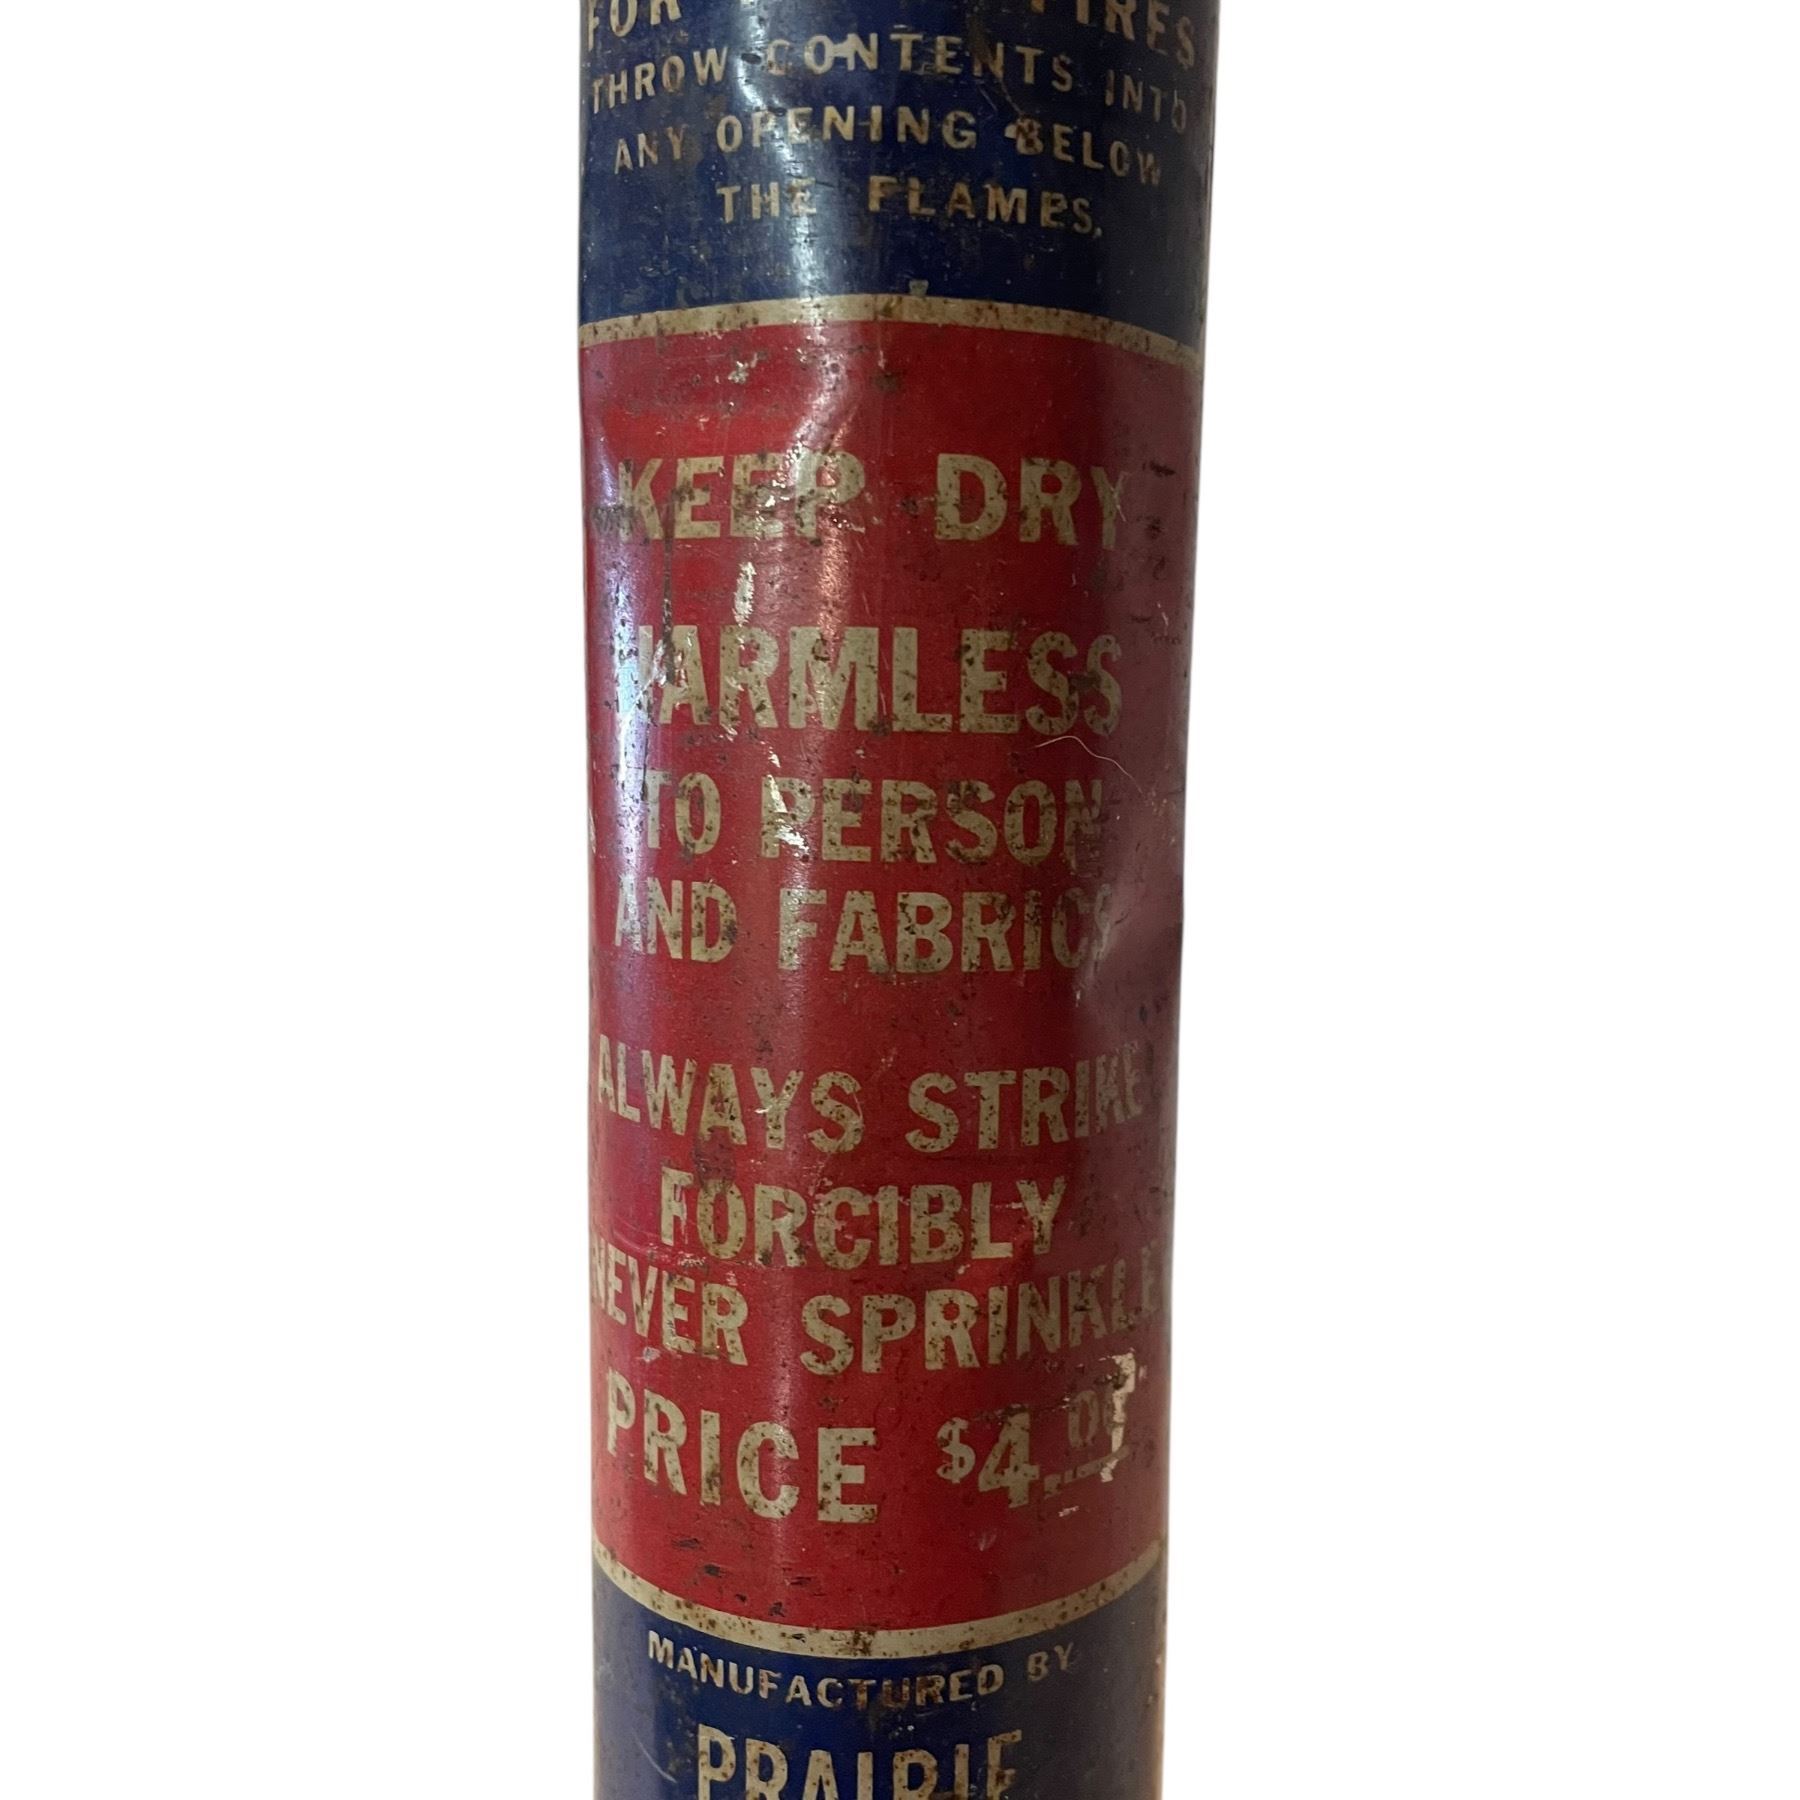 FOR FIRES
THROW CONTENTS INTO
ANY OPENING BELOW
THE FLAMES.
KEEP DRY
HARMLESS
TO PERSON
AND FABRICS
ALWAYS STRIKE
FORCIBLY
NEVER SPRINKLE
PRICE $4.00
MANUFACTURED BY
PRAIRIE